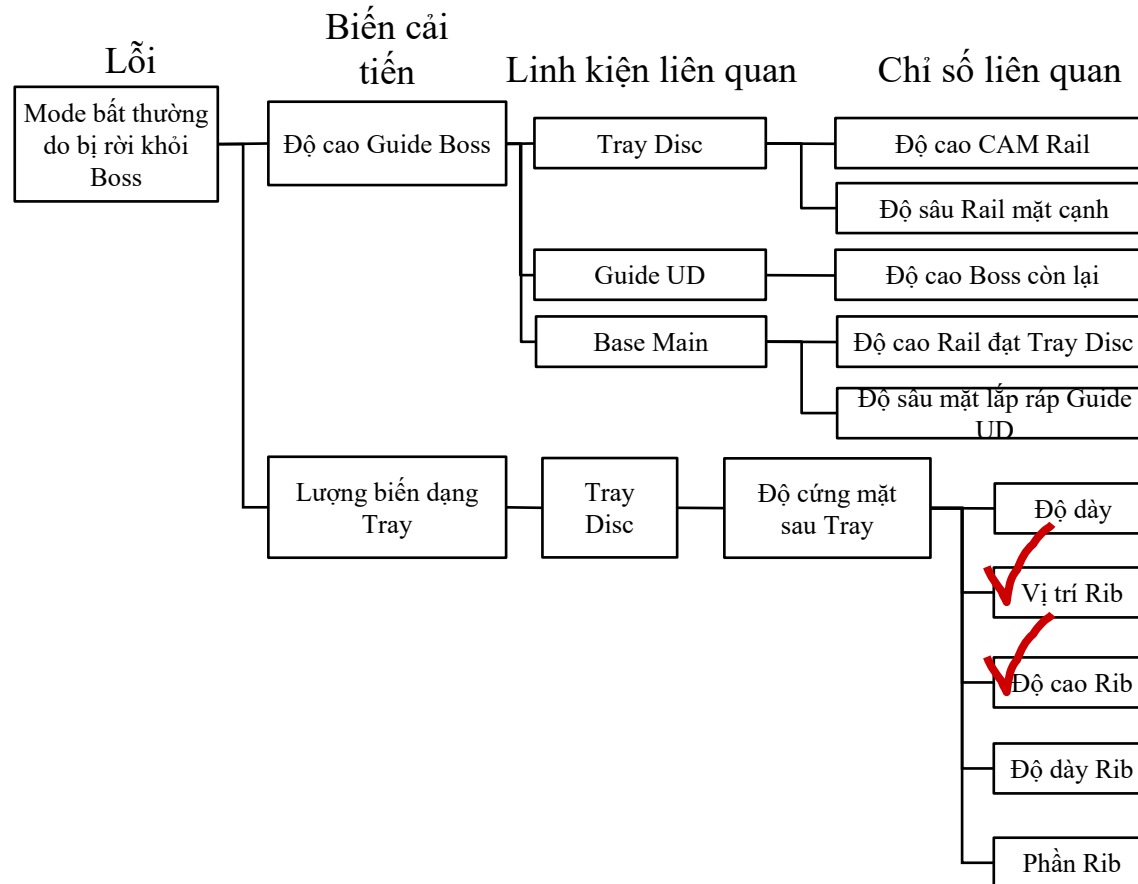 Lỗi
Biến cải
tiến
Linh kiện liên quan
Chỉ số liên quan
Mode bất thường
do bị rời khỏi
Boss
Độ cao Guide Boss
Tray Disc
Độ cao CAM Rail
Độ sâu Rail mặt cạnh
Guide UD
Độ cao Boss còn lại
Base Main
Độ cao Rail đạt Tray Disc
Độ sâu mặt lắp ráp Guide
UD
Lượng biến dạng
Tray
Tray
Disc
Độ cứng mặt
sau Tray
Độ dày
Vị trí Rib
Độ cao Rib
Độ dày Rib
Phần Rib